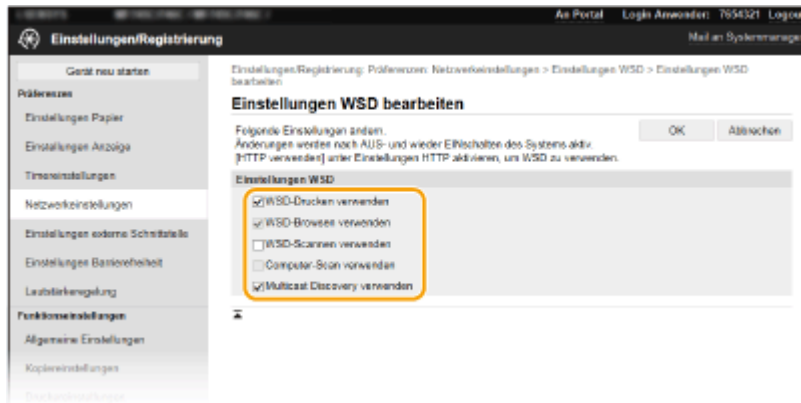 An Portal Login Anwender: 7654321 Logou
Einstellungen/Registrierung
Mail an Systemmanage
Gerät neu starten
Präferenzen
Einstellungen Papier
Einstellungen Anzeige
Timereinstellungen
Netzwerkeinstellungen
Einstellungen externe Schnittstelle
Einstellungen Barrierefreiheit
Lautstärkeregelung
Funktionseinstellungen
Allgemeine Einstellungen
Kopiereinstellungen
Einstellungen/Registrierung: Präferenzen: Netzwerkeinstellungen > Einstellungen WSD > Einstellungen WSD
bearbeiten
Einstellungen WSD bearbeiten
Folgende Einstellungen ändern.
Änderungen werden nach AUS- und wieder EINschalten des Systems aktiv.
[HTTP verwenden] unter Einstellungen HTTP aktivieren, um WSD zu verwenden.
OK Abbrechen
Einstellungen WSD
WSD-Drucken verwenden
WSD-Browsen verwenden
WSD-Scannen verwenden
Computer-Scan verwenden
Multicast Discovery verwenden